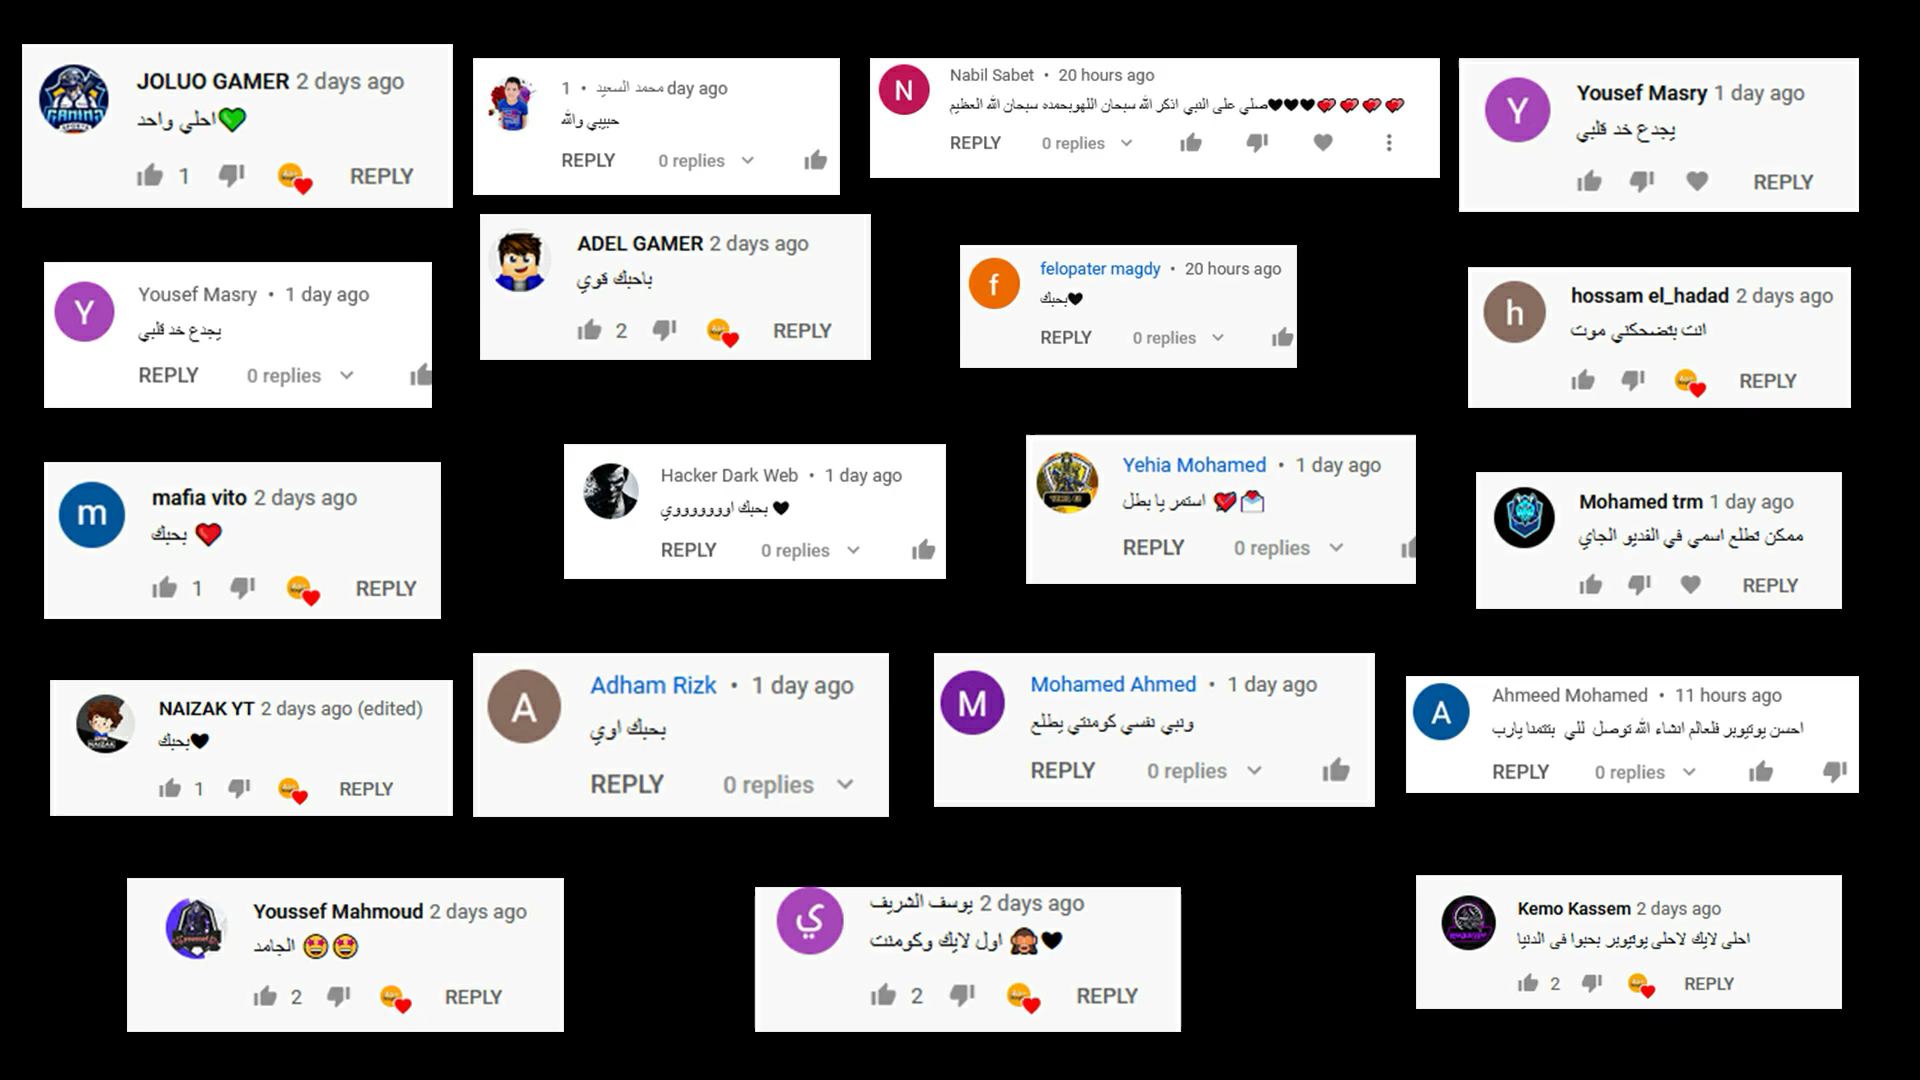 JOLUO GAMER 2 days ago
احلي واحد💚
1 REPLY
1 • محمد السعيد day ago
حبيبي والله
REPLY 0 replies
N
Nabil Sabet • 20 hours ago
صلي على النبي اذكر الله سبحان اللهوبحمده سبحان الله العظيم🖤🖤🖤💞💞💞💞
REPLY 0 replies
Y
Yousef Masry 1 day ago
يجدع خد قلبي
REPLY
Y
Yousef Masry • 1 day ago
يجدع خد قلبي
REPLY 0 replies
ADEL GAMER 2 days ago
باحبك قوي
2 REPLY
f
felopater magdy • 20 hours ago
بحبك🖤
REPLY 0 replies
h
hossam el_hadad 2 days ago
انت بتضحكني موت
REPLY
m
mafia vito 2 days ago
بحبك ❤️
1 REPLY
Hacker Dark Web • 1 day ago
بحبك اوووووووي 🖤
REPLY 0 replies
Yehia Mohamed • 1 day ago
استمر يا بطل 💘 💌
REPLY 0 replies
Mohamed trm 1 day ago
ممكن تطلع اسمي في الفديو الجاي
REPLY
NAIZAK YT 2 days ago (edited)
بحبك🖤
1 REPLY
A
Adham Rizk • 1 day ago
بحبك اوي
REPLY 0 replies
M
Mohamed Ahmed • 1 day ago
ونبي نفسي كومنتي يطلع
REPLY 0 replies
A
Ahmeed Mohamed • 11 hours ago
احسن يوتيوبر فلعالم انشاء الله توصل للي بتتمنا يارب
REPLY 0 replies
Youssef Mahmoud 2 days ago
الجامد 🤩 🤩
2 REPLY
ي
يوسف الشريف 2 days ago
اول لايك وكومنت 🙈🖤
2 REPLY
Kemo Kassem 2 days ago
احلى لايك لاحلى يوتيوبر بحبوا فى الدنيا
2 REPLY